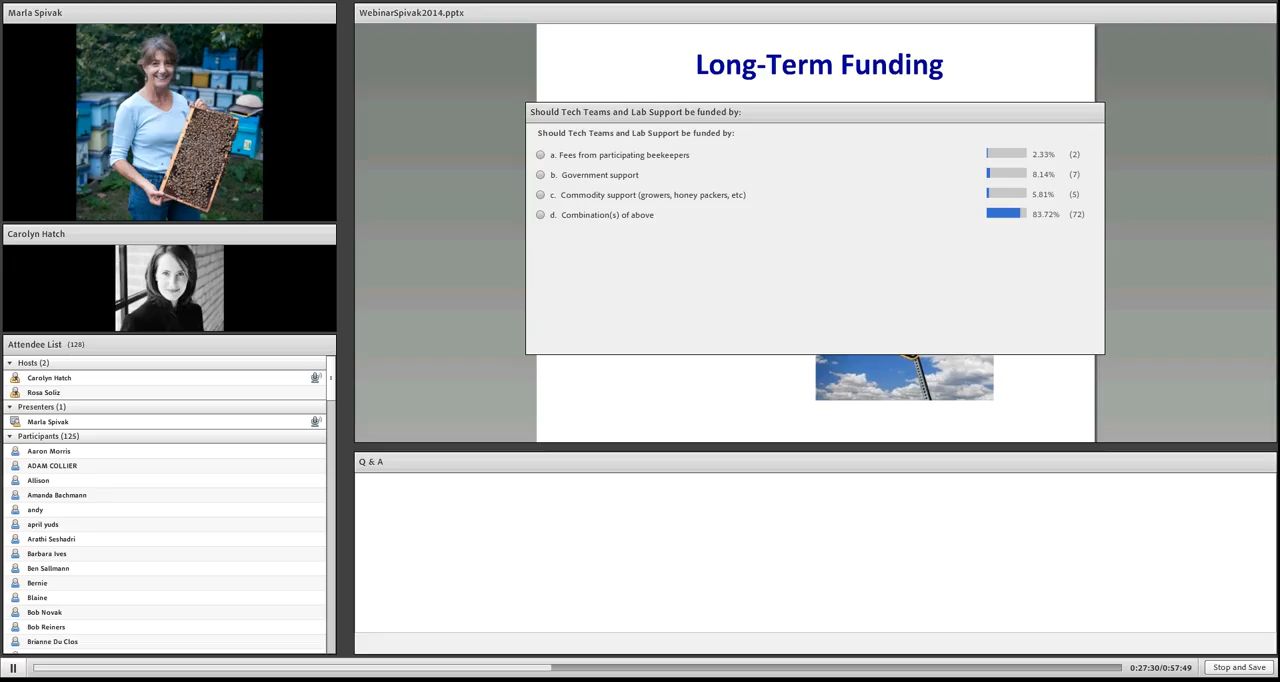 Marla Spivak
Carolyn Hatch
Attendee List (128)
Hosts (2)
Carolyn Hatch
Rosa Soliz
Presenters (1)
Marla Spivak
Participants (125)
Aaron Morris
ADAM COLLIER
Allison
Amanda Bachmann
andy
april yuds
Arathi Seshadri
Barbara Ives
Ben Sallmann
Bernie
Blaine
Bob Novak
Bob Reiners
Brianne Du Clos
WebinarSpivak2014.pptx
Long-Term Funding
Should Tech Teams and Lab Support be funded by:
Should Tech Teams and Lab Support be funded by:
a. Fees from participating beekeepers 2.33% (2)
b. Government support 8.14% (7)
c. Commodity support (growers, honey packers, etc) 5.81% (5)
d. Combination(s) of above 83.72% (72)
Q & A
0:27:30/0:57:49
Stop and Save